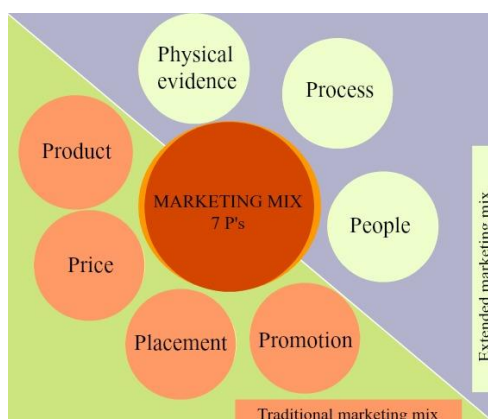 Physical
evidence
Process
Product
MARKETING MIX
7 P's
People
Price
Placement
Promotion
Extended marketing mix
Traditional marketing mix